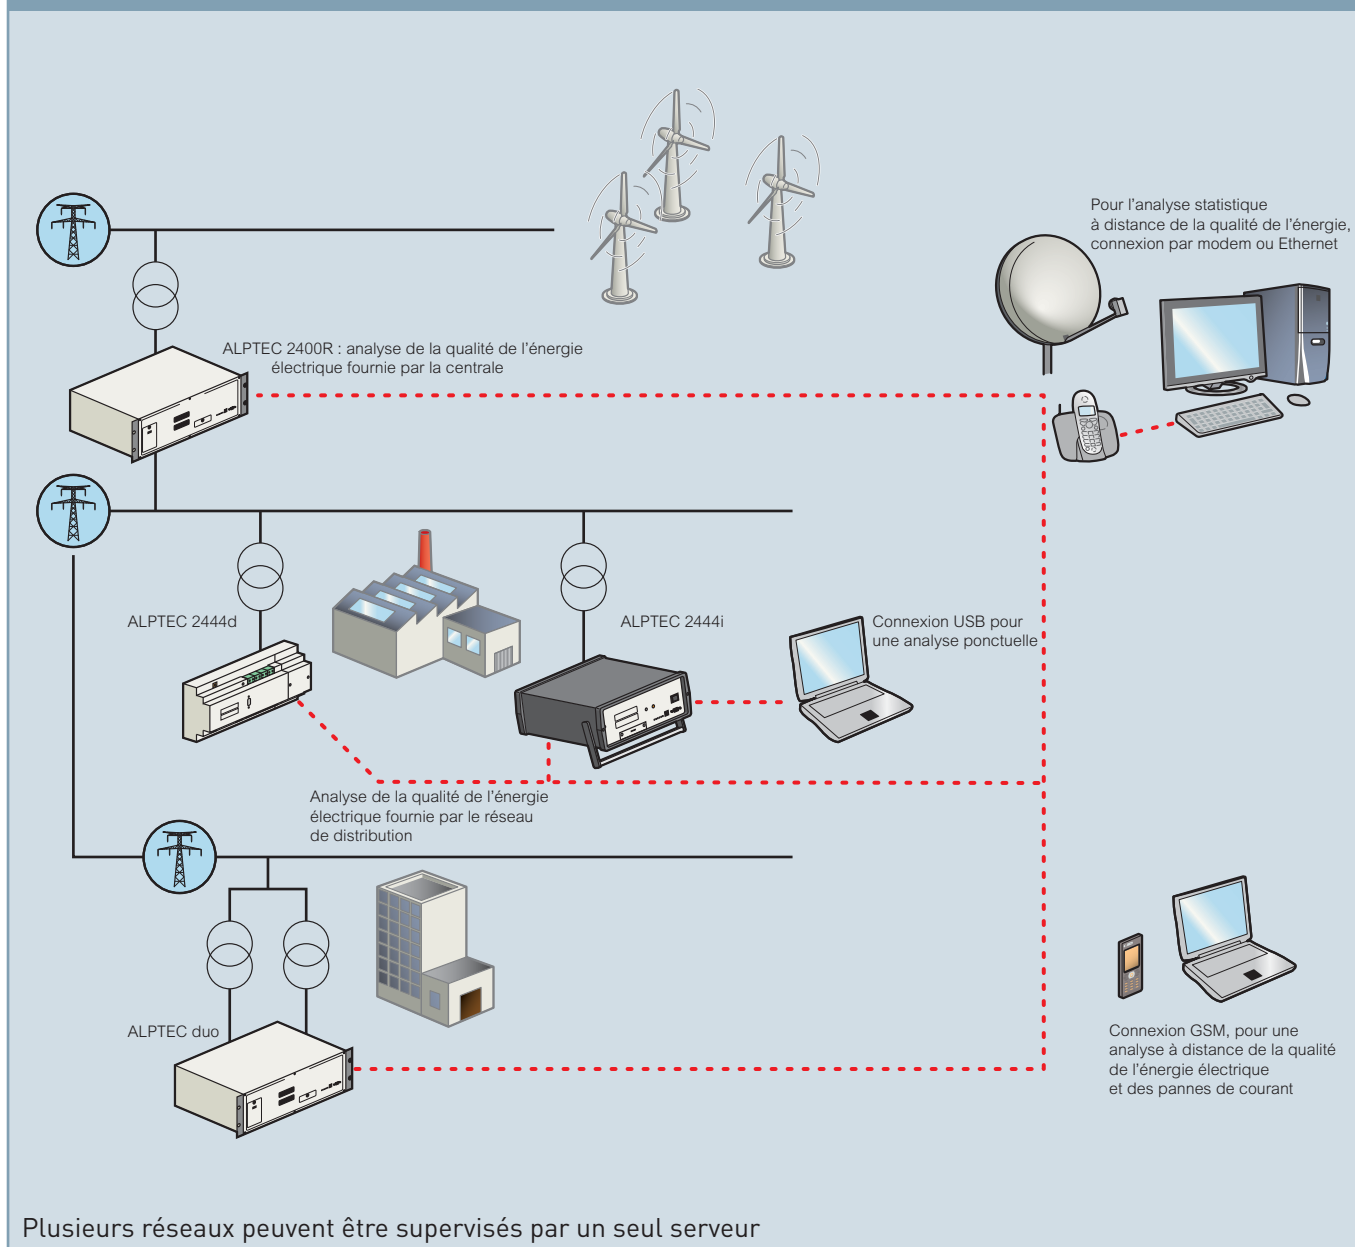 Pour l'analyse statistique
à distance de la qualité de l'énergie,
connexion par modem ou Ethernet
ALPTEC 2400R : analyse de la qualité de l'énergie
électrique fournie par la centrale
ALPTEC 2444d
ALPTEC 2444i
Connexion USB pour
une analyse ponctuelle
Analyse de la qualité de l'énergie
électrique fournie par le réseau
de distribution
ALPTEC duo
Connexion GSM, pour une
analyse à distance de la qualité
de l'énergie électrique
et des pannes de courant
Plusieurs réseaux peuvent être supervisés par un seul serveur